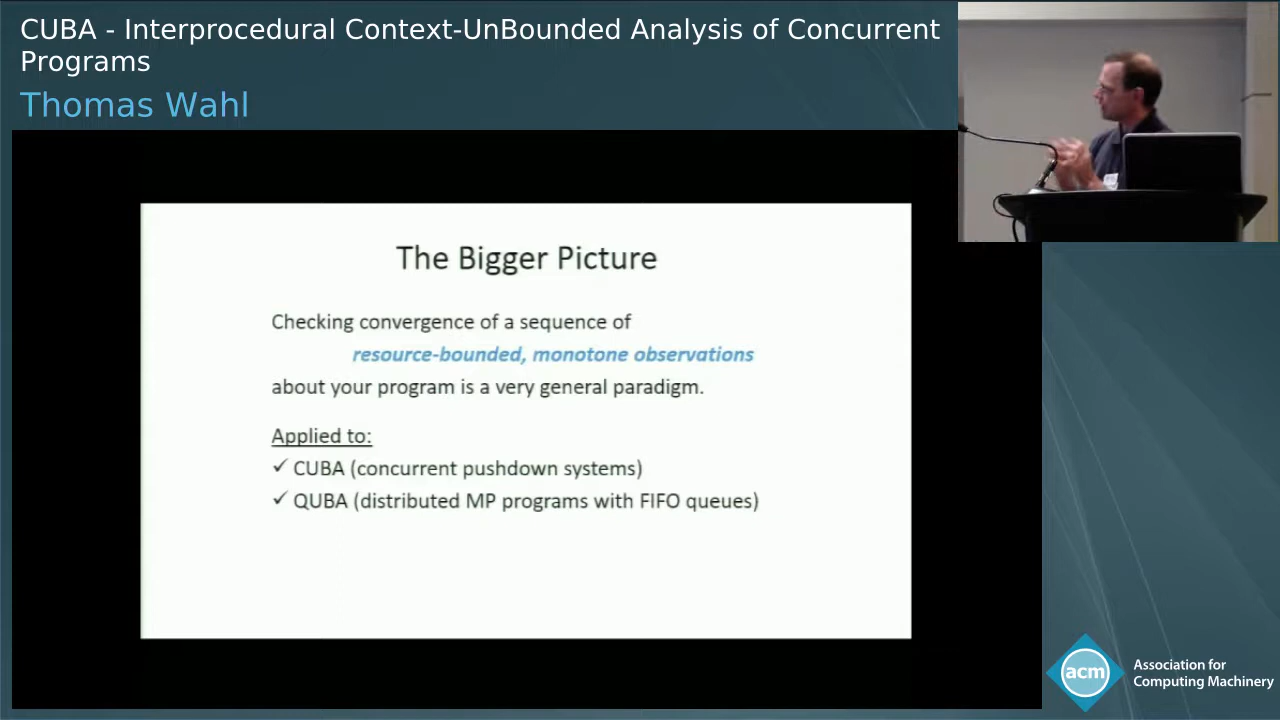 CUBA - Interprocedural Context-UnBounded Analysis of Concurrent
Programs
Thomas Wahl
The Bigger Picture
Checking convergence of a sequence of
resource-bounded, monotone observations
about your program is a very general paradigm.
Applied to:
✓ CUBA (concurrent pushdown systems)
✓ QUBA (distributed MP programs with FIFO queues)
acm
Association for
Computing Machinery